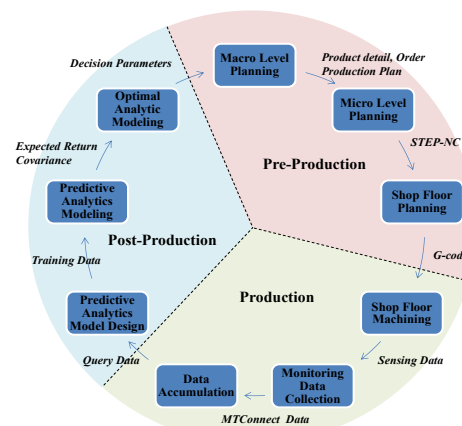 Macro Level
Planning
Product detail, Order
Production Plan
Micro Level
Planning
STEP-NC
Shop Floor
Planning
G-cod
Shop Floor
Machining
Sensing Data
Monitoring
Data
Collection
MTConnect Data
Data
Accumulation
Query Data
Predictive
Analytics
Model Design
Training Data
Predictive
Analytics
Modeling
Expected Return
Covariance
Optimal
Analytic
Modeling
Decision Parameters
Pre-Production
Post-Production
Production